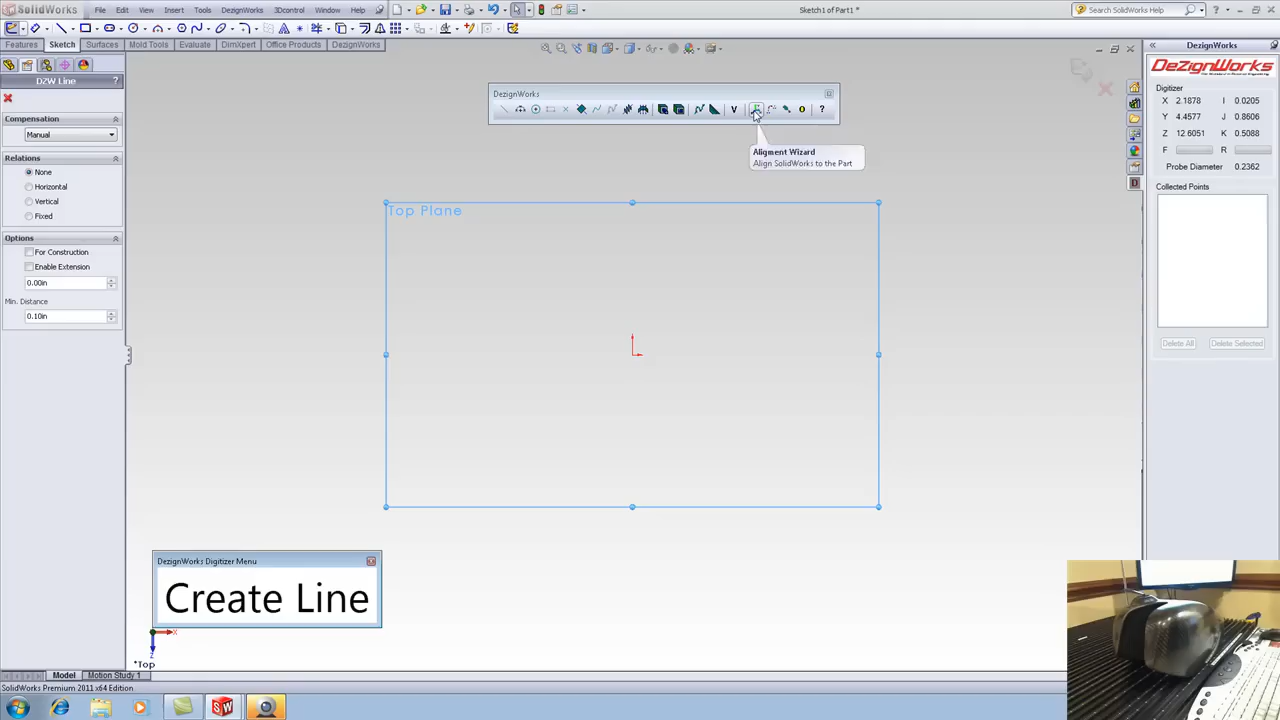 SolidWorks
File Edit View Insert Tools DezignWorks 3Dcontrol Window Help
Sketch1 of Part1 *
Search SolidWorks Help
Features Sketch Surfaces Mold Tools Evaluate DimXpert Office Products DezignWorks
DezignWorks
DZW Line
?
DezignWorks
DezignWorks
Compensation
Manual
Digitizer
X 2.1878 I 0.0205
Y 4.4577 J 0.8606
Z 12.6051 K 0.5088
F R
Probe Diameter 0.2362
V ?
Aligment Wizard
Align SolidWorks to the Part
Relations
None
Horizontal
Vertical
Fixed
Collected Points
Top Plane
Options
For Construction
Enable Extension
0.00in
Min. Distance
0.10in
Delete All Delete Selected
DezignWorks Digitizer Menu
Create Line
X
Z
*Top
Model Motion Study 1
SolidWorks Premium 2011 x64 Edition